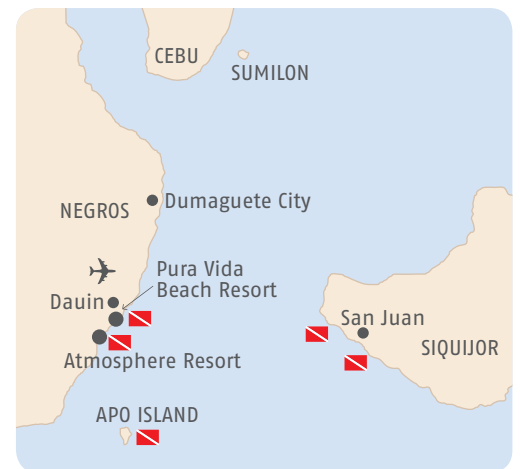 CEBU
SUMILON
Dumaguete City
NEGROS
Pura Vida
Beach Resort
Dauin
San Juan
SIQUIJOR
Atmosphere Resort
APO ISLAND